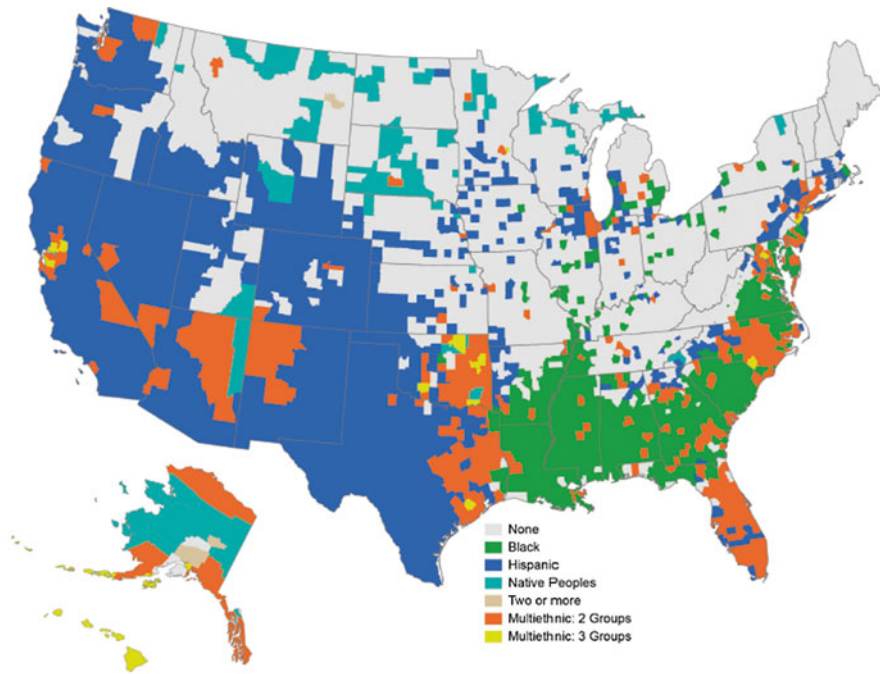 None
Black
Hispanic
Native Peoples
Two or more
Multiethnic: 2 Groups
Multiethnic: 3 Groups